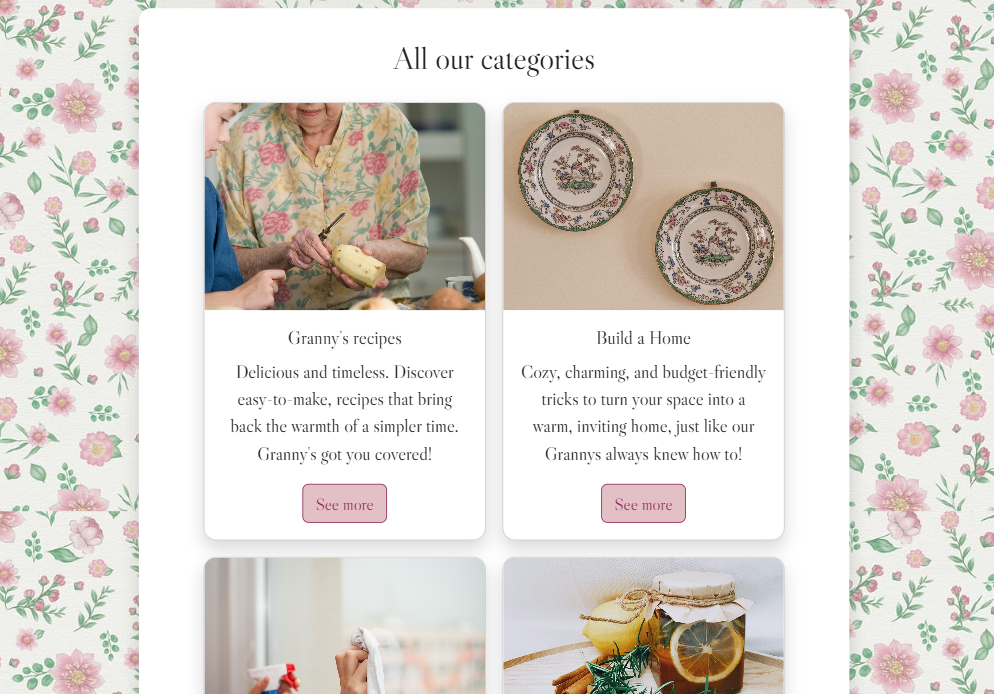 All our categories
Granny's recipes
Delicious and timeless. Discover
easy-to-make, recipes that bring
back the warmth of a simpler time.
Granny's got you covered!
See more
Build a Home
Cozy, charming, and budget-friendly
tricks to turn your space into a
warm, inviting home, just like our
Grannys always knew how to!
See more